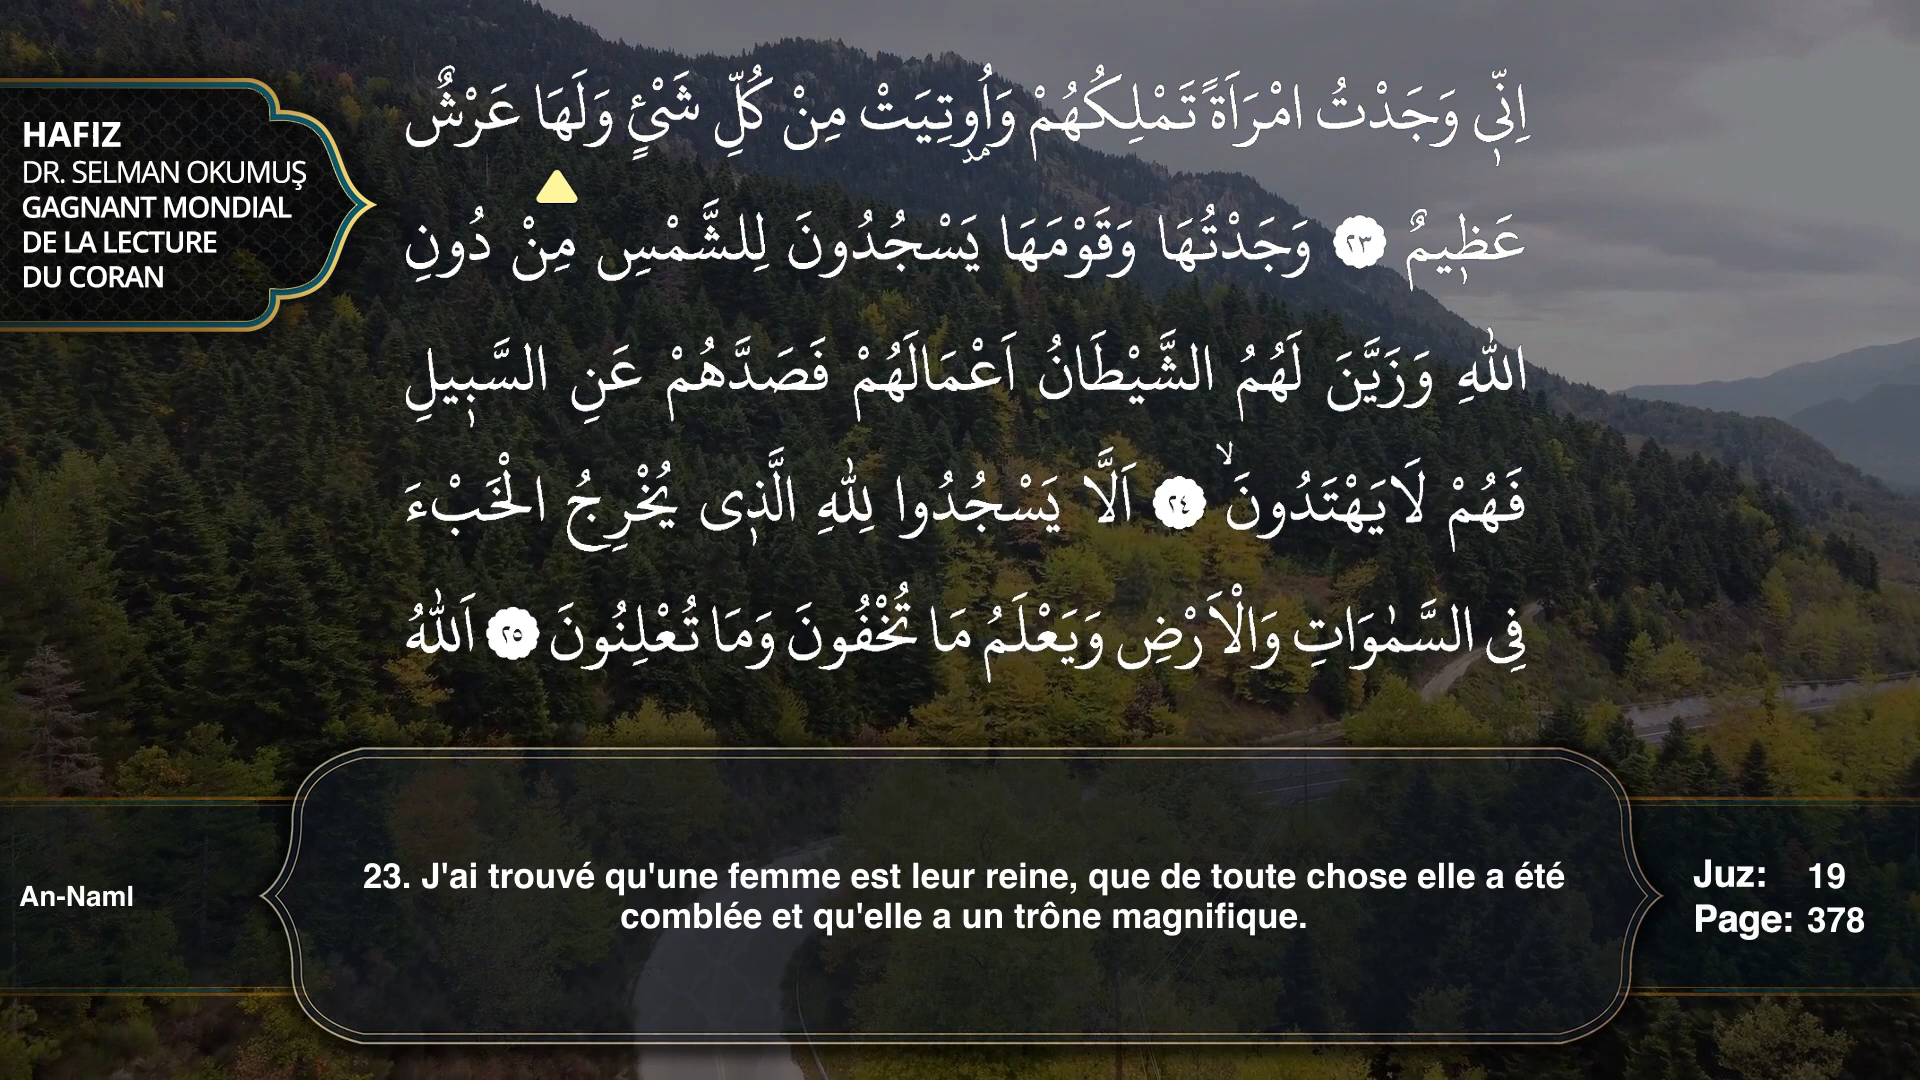 HAFIZ
DR. SELMAN OKUMUŞ
GAGNANT MONDIAL
DE LA LECTURE
DU CORAN
اِنّٖى وَجَدْتُ امْرَاَةً تَمْلِكُهُمْ وَاُوتِيَتْ مِنْ كُلِّ شَىْءٍ وَلَهَا عَرْشٌ
عَظٖيمٌ ﴿٢٣﴾ وَجَدْتُهَا وَقَوْمَهَا يَسْجُدُونَ لِلشَّمْسِ مِنْ دُونِ
اللّٰهِ وَزَيَّنَ لَهُمُ الشَّيْطَانُ اَعْمَالَهُمْ فَصَدَّهُمْ عَنِ السَّبٖيلِ
فَهُمْ لَا يَهْتَدُونَۙ ﴿٢٤﴾ اَلَّا يَسْجُدُوا لِلّٰهِ الَّذٖى يُخْرِجُ الْخَبْءَ
فِى السَّمٰوَاتِ وَالْاَرْضِ وَيَعْلَمُ مَا تُخْفُونَ وَمَا تُعْلِنُونَ ﴿٢٥﴾ اَللّٰهُ
23. J'ai trouvé qu'une femme est leur reine, que de toute chose elle a été
comblée et qu'elle a un trône magnifique.
An-Naml
Juz: 19
Page: 378